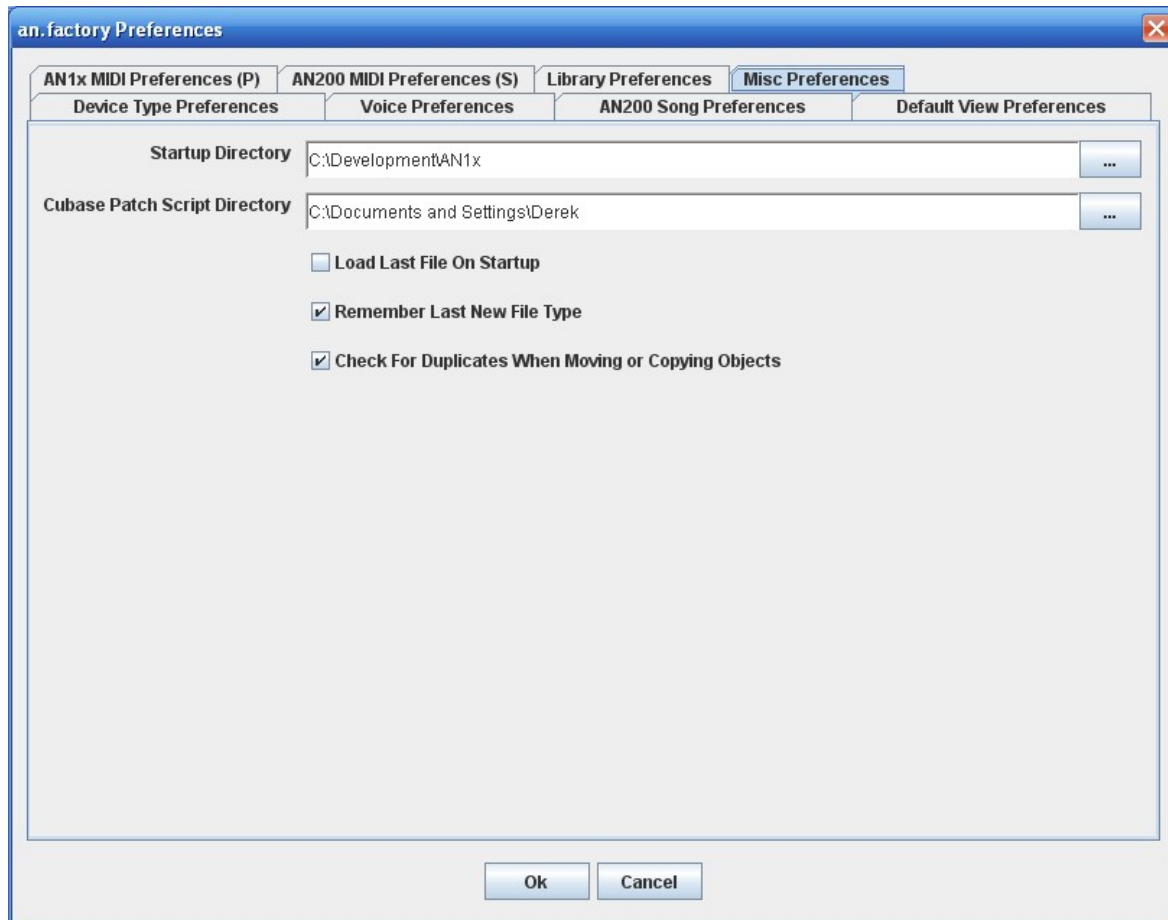 an.factory Preferences
AN1x MIDI Preferences (P) AN200 MIDI Preferences (S) Library Preferences Misc Preferences
Device Type Preferences Voice Preferences AN200 Song Preferences Default View Preferences
Startup Directory C:\Development\AN1x ...
Cubase Patch Script Directory C:\Documents and Settings\Derek ...
Load Last File On Startup
Remember Last New File Type
Check For Duplicates When Moving or Copying Objects
Ok Cancel